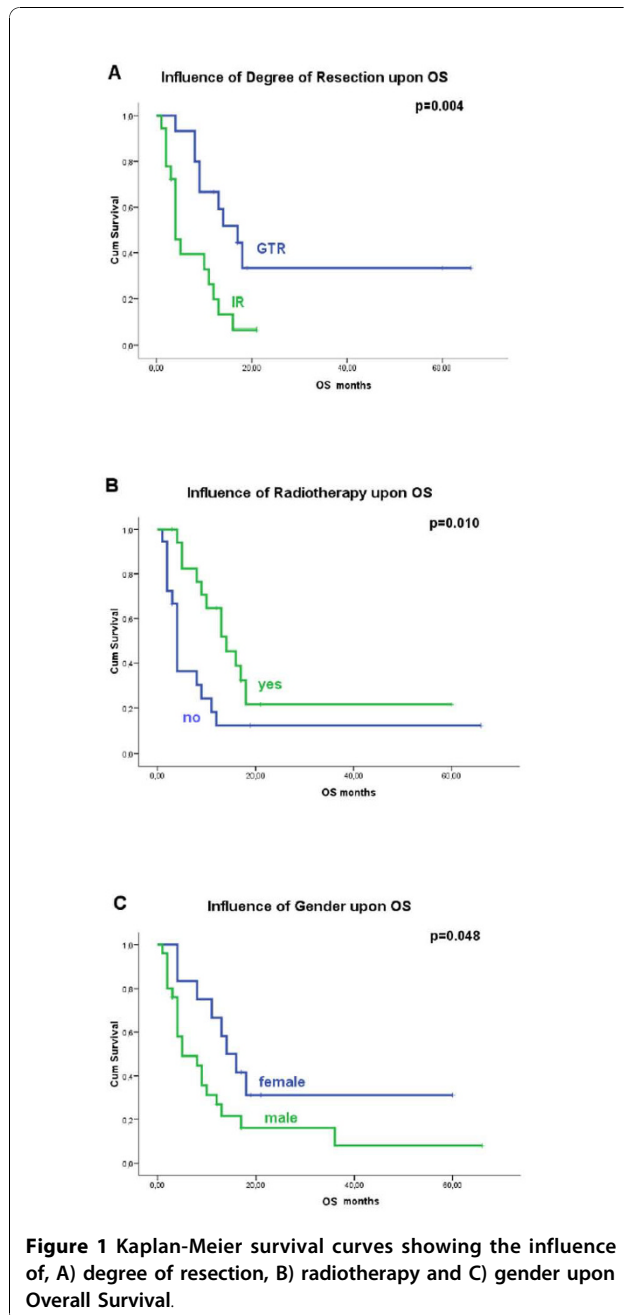 A
Influence of Degree of Resection upon OS
p=0.004
1,0
0,8
0,6
0,4
0,2
0,0
Cum Survival
GTR
IR
0,00 20,00 40,00 60,00
OS months
B
Influence of Radiotherapy upon OS
p=0.010
1,0
0,8
0,6
0,4
0,2
0,0
Cum Survival
yes
no
0,00 20,00 40,00 60,00
OS months
C
Influence of Gender upon OS
p=0.048
1,0
0,8
0,6
0,4
0,2
0,0
Cum Survival
female
male
0,00 20,00 40,00 60,00
OS months
Figure 1 Kaplan-Meier survival curves showing the influence
of, A) degree of resection, B) radiotherapy and C) gender upon
Overall Survival.